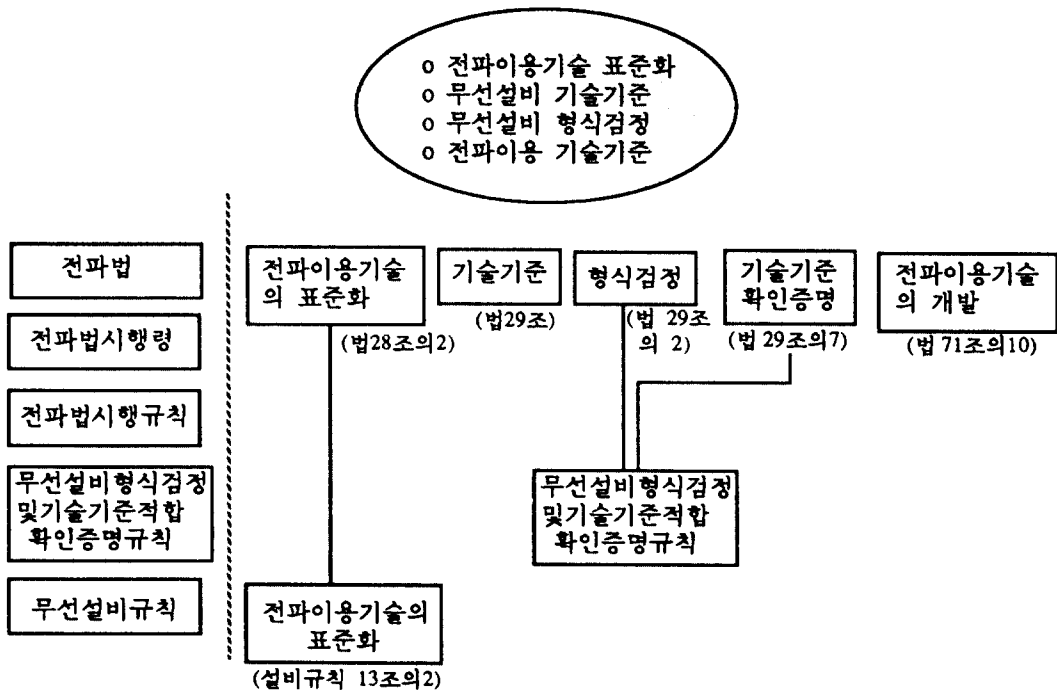 o 전파이용기술 표준화
o 무선설비 기술기준
o 무선설비 형식검정
o 전파이용 기술기준
전파법
전파법시행령
전파법시행규칙
무선설비형식검정
및기술기준적합
확인증명규칙
무선설비규칙
전파이용기술
의 표준화
(법28조의2)
기술기준
(법29조)
형식검정
(법 29조
의 2)
기술기준
확인증명
(법 29조의7)
전파이용기술
의 개발
(법 71조의10)
무선설비형식검정
및기술기준적합
확인증명규칙
전파이용기술의
표준화
(설비규칙 13조의2)